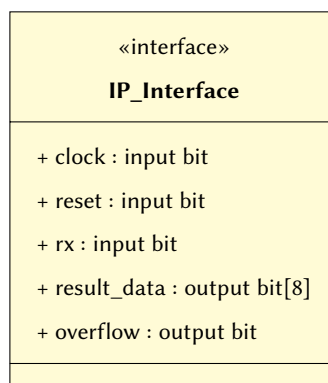 «interface»
IP_Interface
+ clock : input bit
+ reset : input bit
+ rx : input bit
+ result_data : output bit[8]
+ overflow : output bit